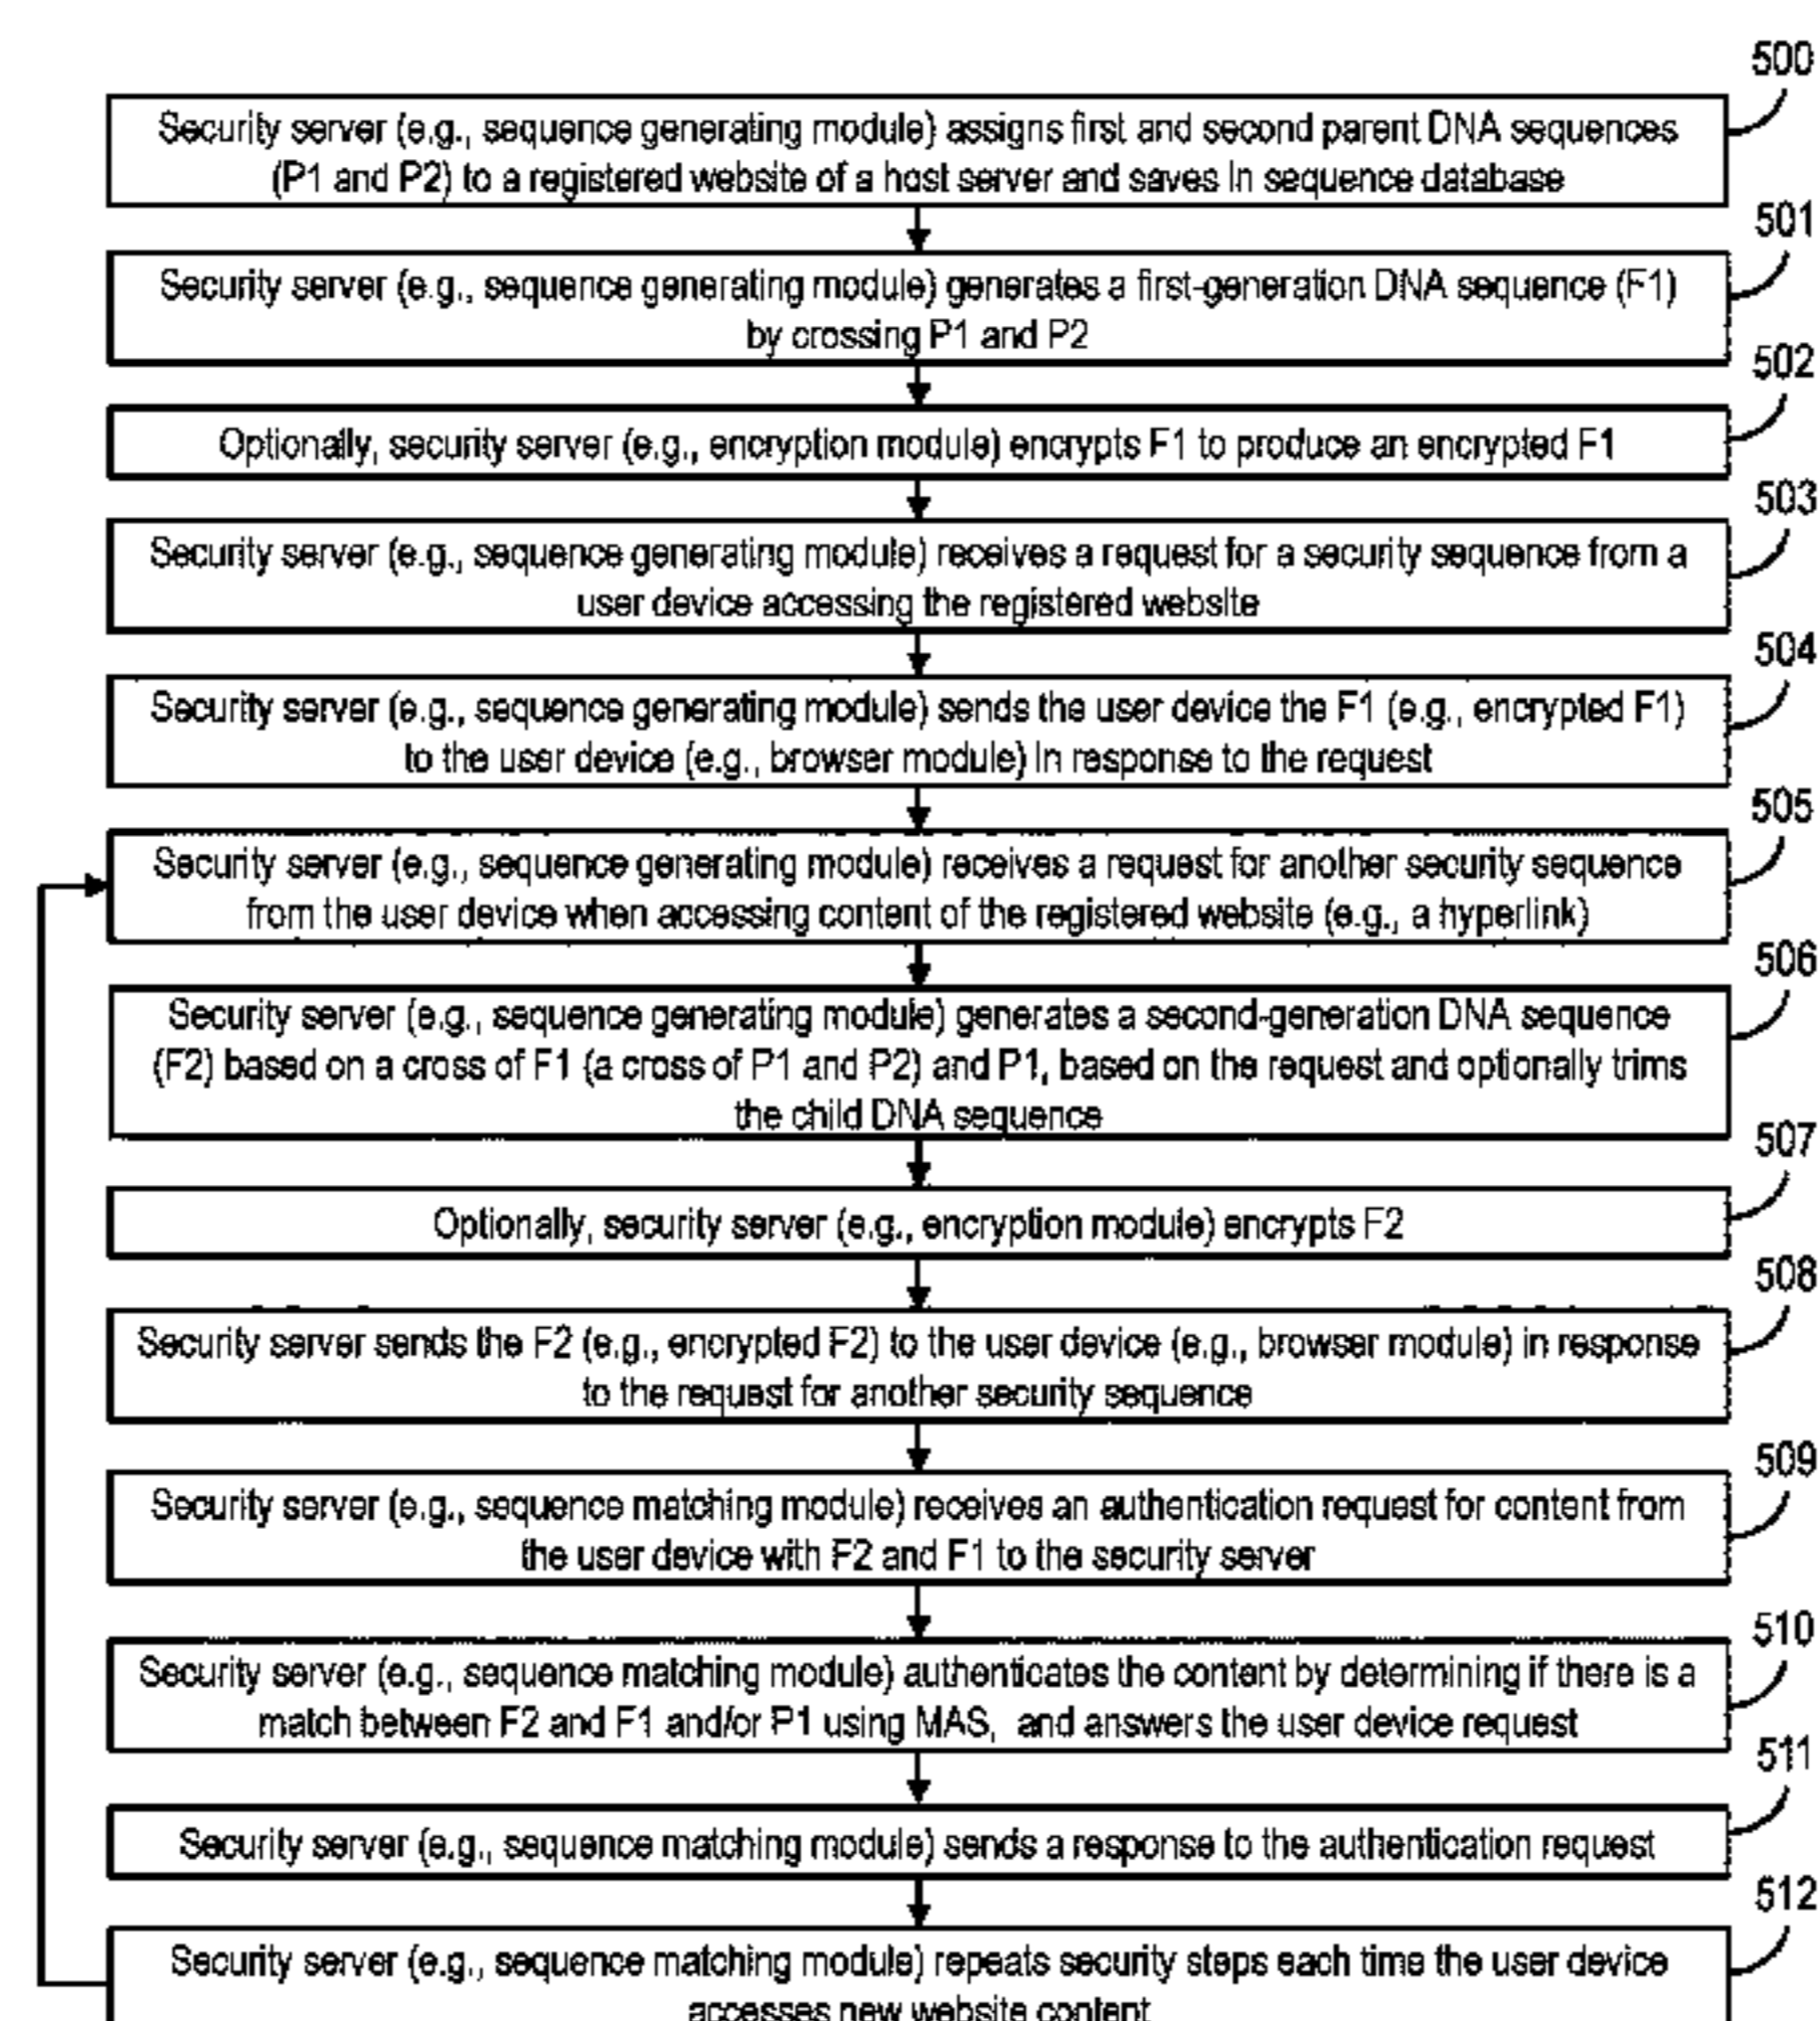 500
Security server (e.g., sequence generating module) assigns first and second parent DNA sequences
(P1 and P2) to a registered website of a host server and saves in sequence database
501
Security server (e.g., sequence generating module) generates a first-generation DNA sequence (F1)
by crossing P1 and P2
502
Optionally, security server (e.g., encryption module) encrypts F1 to produce an encrypted F1
503
Security server (e.g., sequence generating module) receives a request for a security sequence from a
user device accessing the registered website
504
Security server (e.g., sequence generating module) sends the user device the F1 (e.g., encrypted F1)
to the user device (e.g., browser module) in response to the request
505
Security server (e.g., sequence generating module) receives a request for another security sequence
from the user device when accessing content of the registered website (e.g., a hyperlink)
506
Security server (e.g., sequence generating module) generates a second-generation DNA sequence
(F2) based on a cross of F1 (a cross of P1 and P2) and P1, based on the request and optionally trims
the child DNA sequence
507
Optionally, security server (e.g., encryption module) encrypts F2
508
Security server sends the F2 (e.g., encrypted F2) to the user device (e.g., browser module) in response
to the request for another security sequence
509
Security server (e.g., sequence matching module) receives an authentication request for content from
the user device with F2 and F1 to the security server
510
Security server (e.g., sequence matching module) authenticates the content by determining if there is a
match between F2 and F1 and/or P1 using MAS, and answers the user device request
511
Security server (e.g., sequence matching module) sends a response to the authentication request
512
Security server (e.g., sequence matching module) repeats security steps each time the user device
accesses new website content